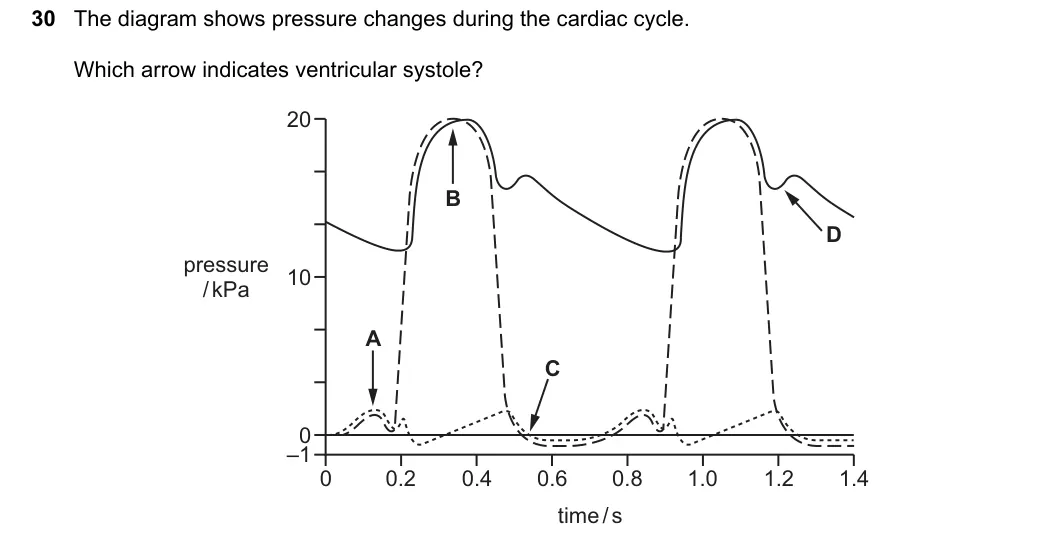 30 The diagram shows pressure changes during the cardiac cycle.
Which arrow indicates ventricular systole?
20
B
D
pressure
/ kPa
10
A
C
0
–1
0 0.2 0.4 0.6 0.8 1.0 1.2 1.4
time / s